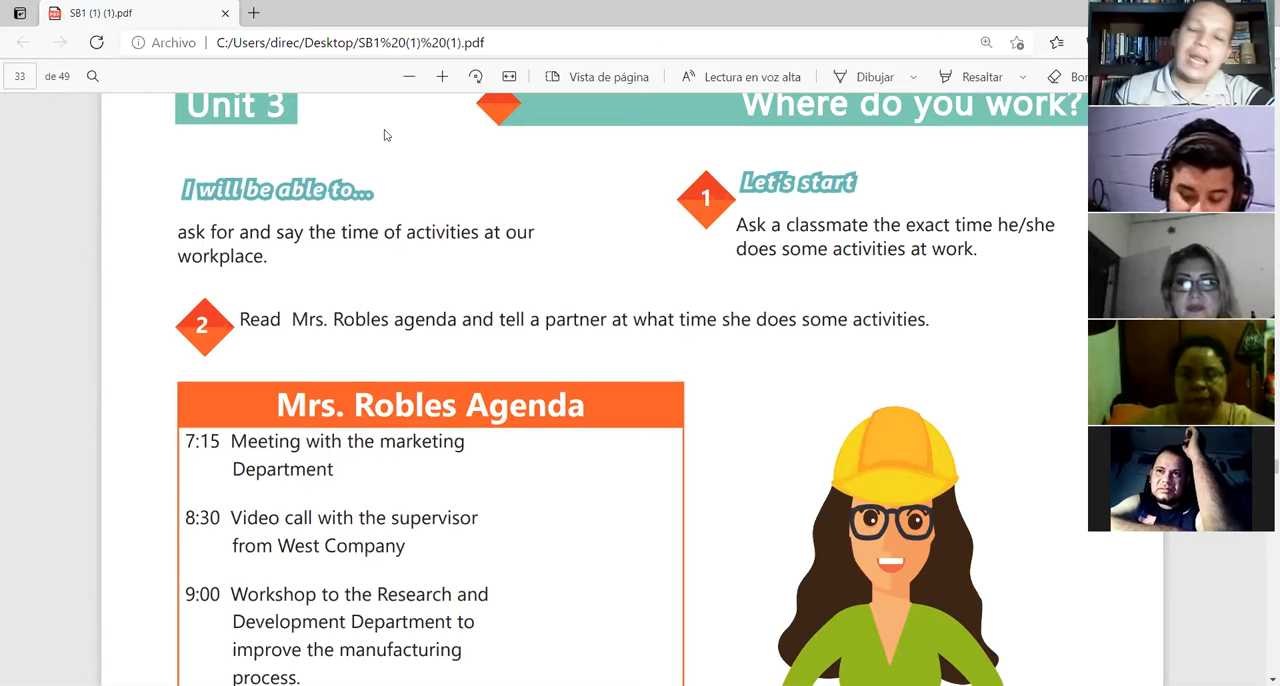 SB1 (1) (1).pdf
Archivo
C:/Users/direc/Desktop/SB1%20(1)%20(1).pdf
33
de 49
Vista de página
Lectura en voz alta
Dibujar
Resaltar
Unit 3
Where do you work?
I will be able to...
ask for and say the time of activities at our
workplace.
1
Let's start
Ask a classmate the exact time he/she
does some activities at work.
2
Read Mrs. Robles agenda and tell a partner at what time she does some activities.
Mrs. Robles Agenda
7:15 Meeting with the marketing
Department
8:30 Video call with the supervisor
from West Company
9:00 Workshop to the Research and
Development Department to
improve the manufacturing
process.